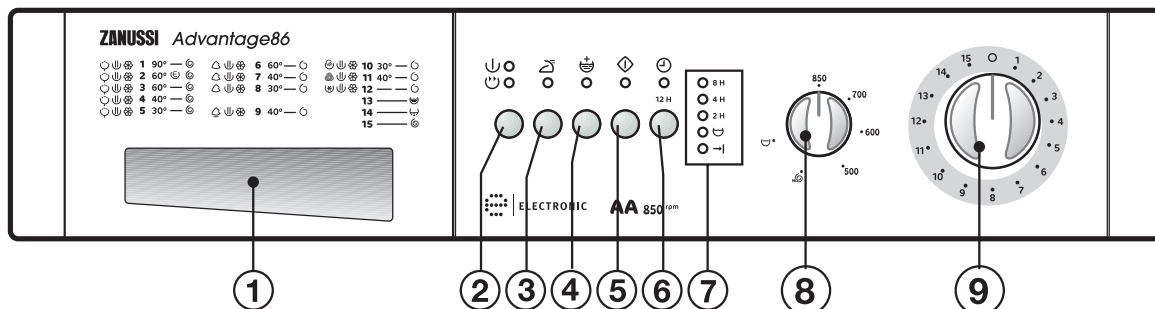 ZANUSSI Advantage86
1 90° 6 60° 10 30°
2 60° E 7 40° 11 40°
3 60° 8 30° 12
4 40° 13
5 30° 9 40° 14
15
8 H
4 H
12 H 2 H
850
700
600
500
ELECTRONIC AA 850 rpm
O 1 2 3 4 5 6 7 8 9 10 11 12 13 14 15
1 2 3 4 5 6 7 8 9